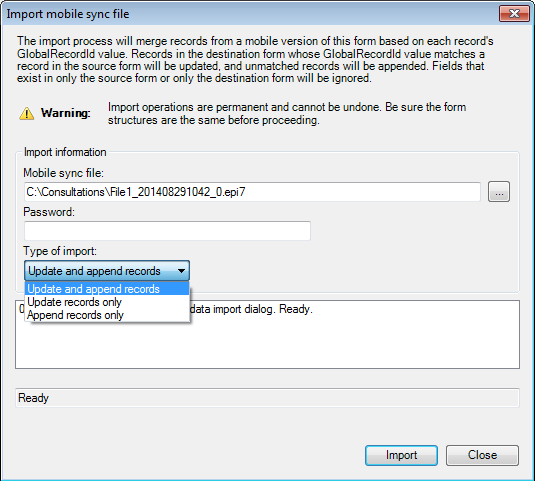 Import mobile sync file
The import process will merge records from a mobile version of this form based on each record's
GlobalRecordId value. Records in the destination form whose GlobalRecordId value matches a
record in the source form will be updated, and unmatched records will be appended. Fields that
exist in only the source form or only the destination form will be ignored.
Warning:
Import operations are permanent and cannot be undone. Be sure the form
structures are the same before proceeding.
Import information
Mobile sync file:
C:\Consultations\File1_201408291042_0.epi7
...
Password:
Type of import:
Update and append records
Update and append records
Update records only
Append records only
data import dialog. Ready.
Ready
Import
Close